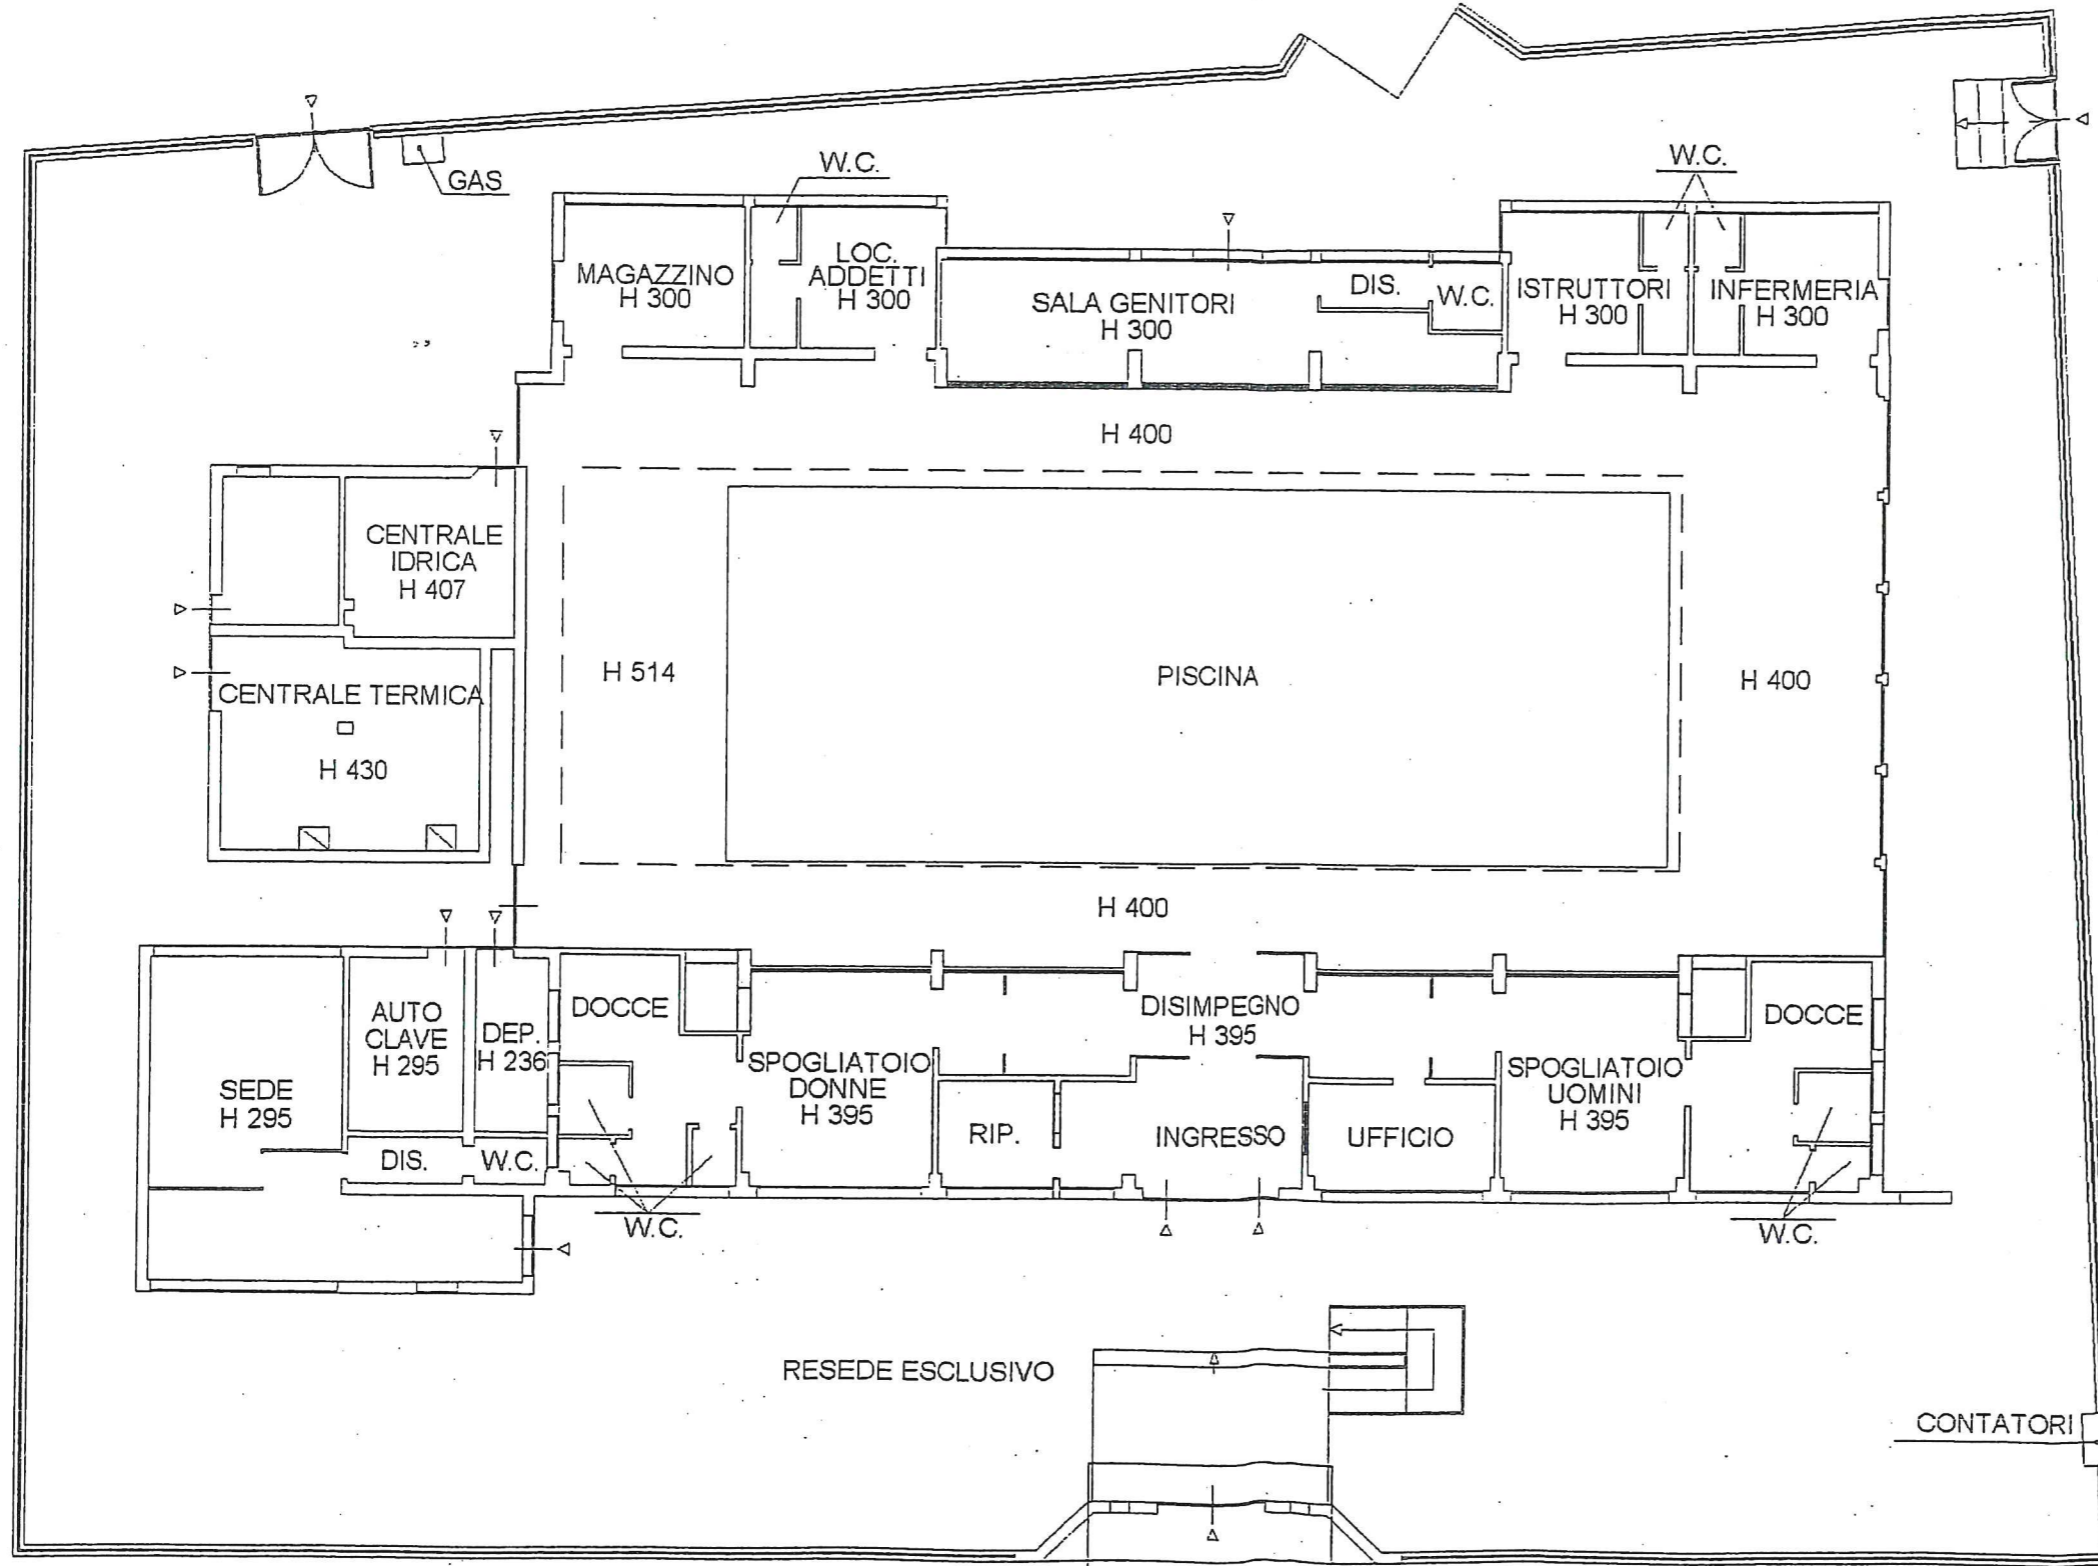 GAS
W.C.
W.C.
MAGAZZINO
H 300
LOC.
ADDETTI
H 300
SALA GENITORI
H 300
DIS.
W.C.
ISTRUTTORI
H 300
INFERMERIA
H 300
H 400
CENTRALE
IDRICA
H 407
CENTRALE TERMICA
H 430
H 514
PISCINA
H 400
H 400
SEDE
H 295
AUTO
CLAVE
H 295
DEP.
H 236
DIS.
W.C.
DOCCE
W.C.
SPOGLIATOIO
DONNE
H 395
RIP.
DISIMPEGNO
H 395
INGRESSO
UFFICIO
SPOGLIATOIO
UOMINI
H 395
DOCCE
W.C.
RESEDE ESCLUSIVO
CONTATORI